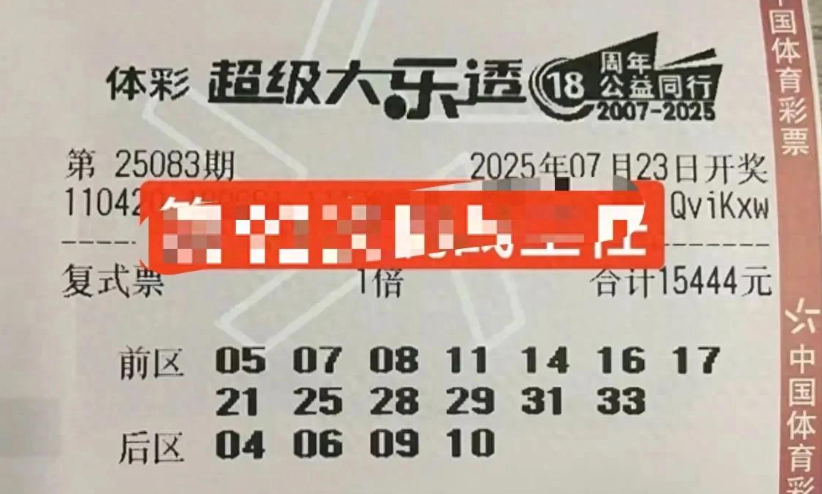 体彩 超级大乐透 18 周年 公益同行 2007-2025
第 25083期 2025年07月23日开奖
110420 QviKxw
复式票 1倍 合计15444元
前区 05 07 08 11 14 16 17
21 25 28 29 31 33
后区 04 06 09 10
中国体育彩票
中国体育彩